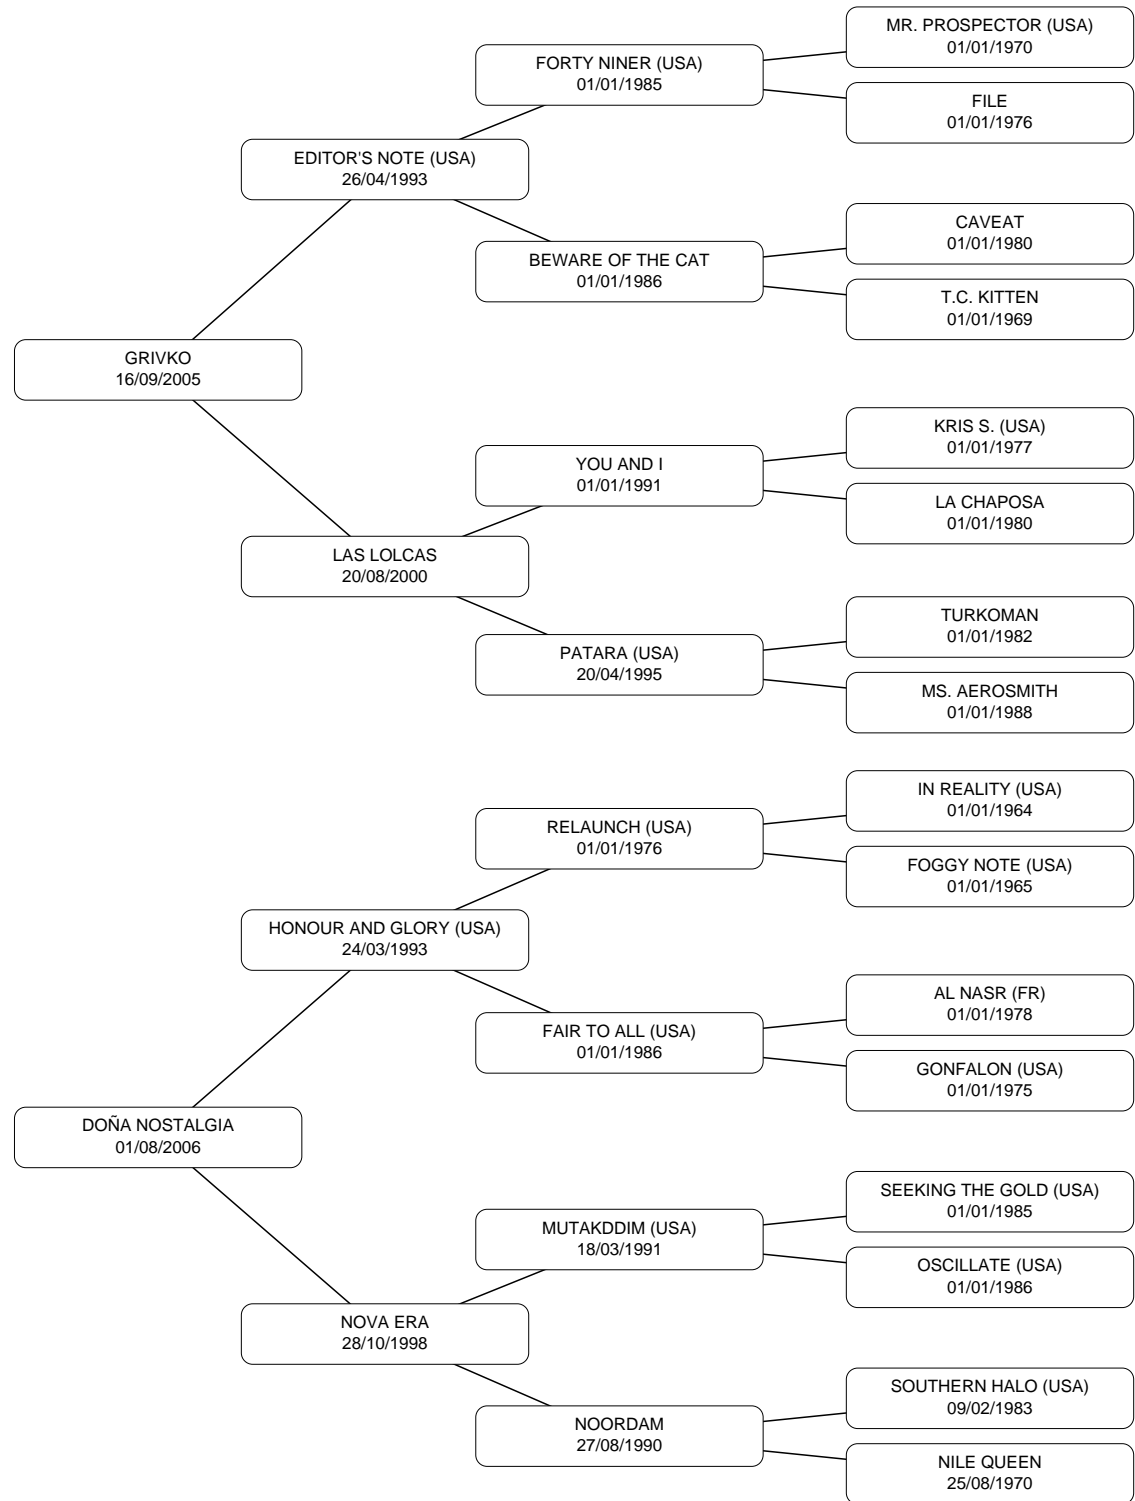 MR. PROSPECTOR (USA)
01/01/1970
FORTY NINER (USA)
01/01/1985
FILE
01/01/1976
EDITOR'S NOTE (USA)
26/04/1993
CAVEAT
01/01/1980
BEWARE OF THE CAT
01/01/1986
T.C. KITTEN
01/01/1969
GRIVKO
16/09/2005
KRIS S. (USA)
01/01/1977
YOU AND I
01/01/1991
LA CHAPOSA
01/01/1980
LAS LOLCAS
20/08/2000
TURKOMAN
01/01/1982
PATARA (USA)
20/04/1995
MS. AEROSMITH
01/01/1988
IN REALITY (USA)
01/01/1964
RELAUNCH (USA)
01/01/1976
FOGGY NOTE (USA)
01/01/1965
HONOUR AND GLORY (USA)
24/03/1993
AL NASR (FR)
01/01/1978
FAIR TO ALL (USA)
01/01/1986
GONFALON (USA)
01/01/1975
DOÑA NOSTALGIA
01/08/2006
SEEKING THE GOLD (USA)
01/01/1985
MUTAKDDIM (USA)
18/03/1991
OSCILLATE (USA)
01/01/1986
NOVA ERA
28/10/1998
SOUTHERN HALO (USA)
09/02/1983
NOORDAM
27/08/1990
NILE QUEEN
25/08/1970